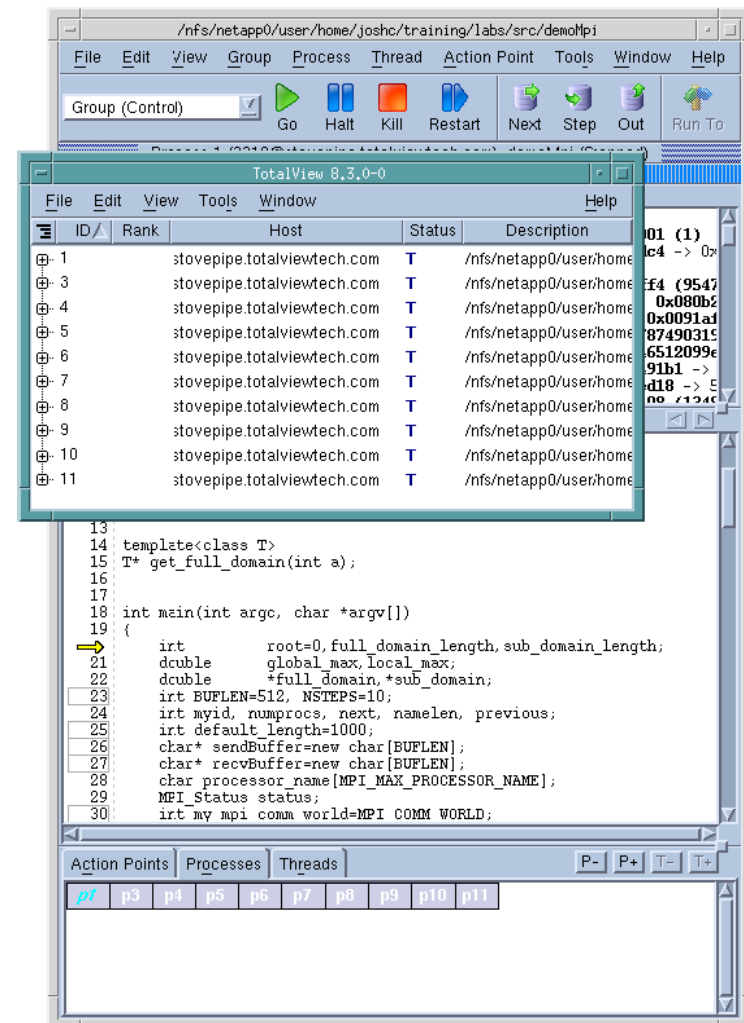 /nfs/netapp0/user/home/joshc/training/labs/src/demoMpi
File Edit View Group Process Thread Action Point Tools Window Help
Group (Control)
Go Halt Kill Restart Next Step Out Run To
TotalView 8.3.0-0
File Edit View Tools Window Help
ID Rank Host Status Description
1 stovepipe.totalviewtech.com T /nfs/netapp0/user/home
3 stovepipe.totalviewtech.com T /nfs/netapp0/user/home
4 stovepipe.totalviewtech.com T /nfs/netapp0/user/home
5 stovepipe.totalviewtech.com T /nfs/netapp0/user/home
6 stovepipe.totalviewtech.com T /nfs/netapp0/user/home
7 stovepipe.totalviewtech.com T /nfs/netapp0/user/home
8 stovepipe.totalviewtech.com T /nfs/netapp0/user/home
9 stovepipe.totalviewtech.com T /nfs/netapp0/user/home
10 stovepipe.totalviewtech.com T /nfs/netapp0/user/home
11 stovepipe.totalviewtech.com T /nfs/netapp0/user/home
001 (1)
-> 0x
(9547
0x080b2
0x0091af
78749031
6512099e
91b1 ->
ed18 -> 5
13
14 template<class T>
15 T* get_full_domain(int a);
16
17
18 int main(int argc, char *argv[])
19 {
int root=0,full_domain_length,sub_domain_length;
21 double global_max,local_max;
22 double *full_domain,*sub_domain;
23 int BUFLEN=512, NSTEPS=10;
24 int myid, numprocs, next, namelen, previous;
25 int default_length=1000;
26 char* sendBuffer=new char[BUFLEN];
27 char* recvBuffer=new char[BUFLEN];
28 char processor_name[MPI_MAX_PROCESSOR_NAME];
29 MPI_Status status;
30 int my_mpi_comm_world=MPI_COMM_WORLD;
Action Points Processes Threads P- P+ T- T+
p1 p3 p4 p5 p6 p7 p8 p9 p10 p11